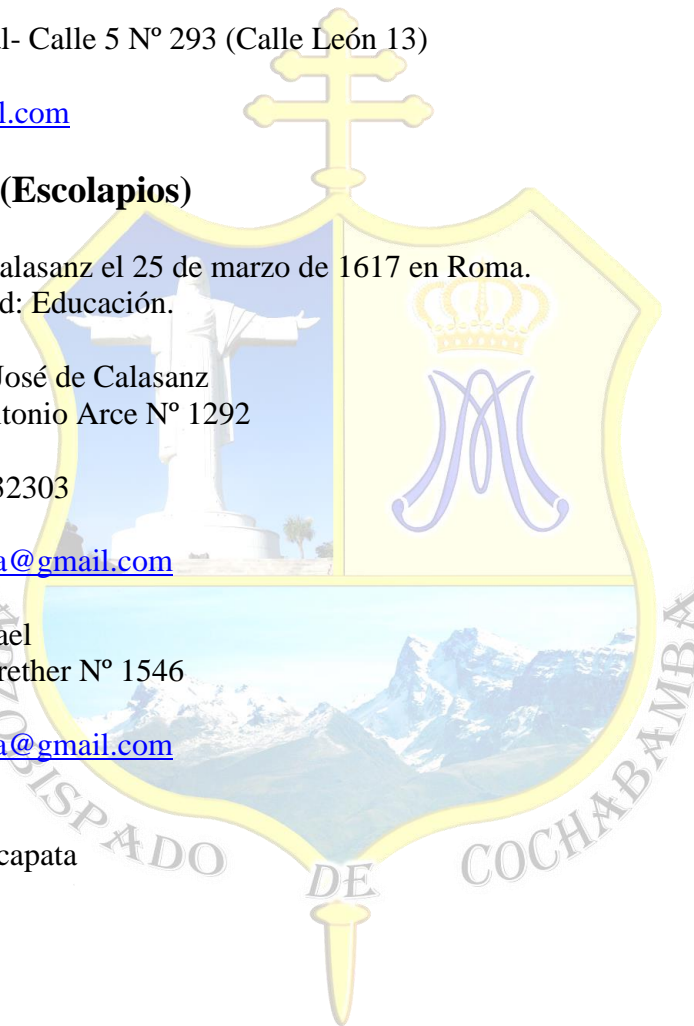 l- Calle 5 Nº 293 (Calle León 13)
l.com
(Escolapios)
alasanz el 25 de marzo de 1617 en Roma.
d: Educación.
José de Calasanz
tonio Arce Nº 1292
32303
a@gmail.com
ael
rether Nº 1546
a@gmail.com
capata
ARZOBISPADO DE COCHABAMBA